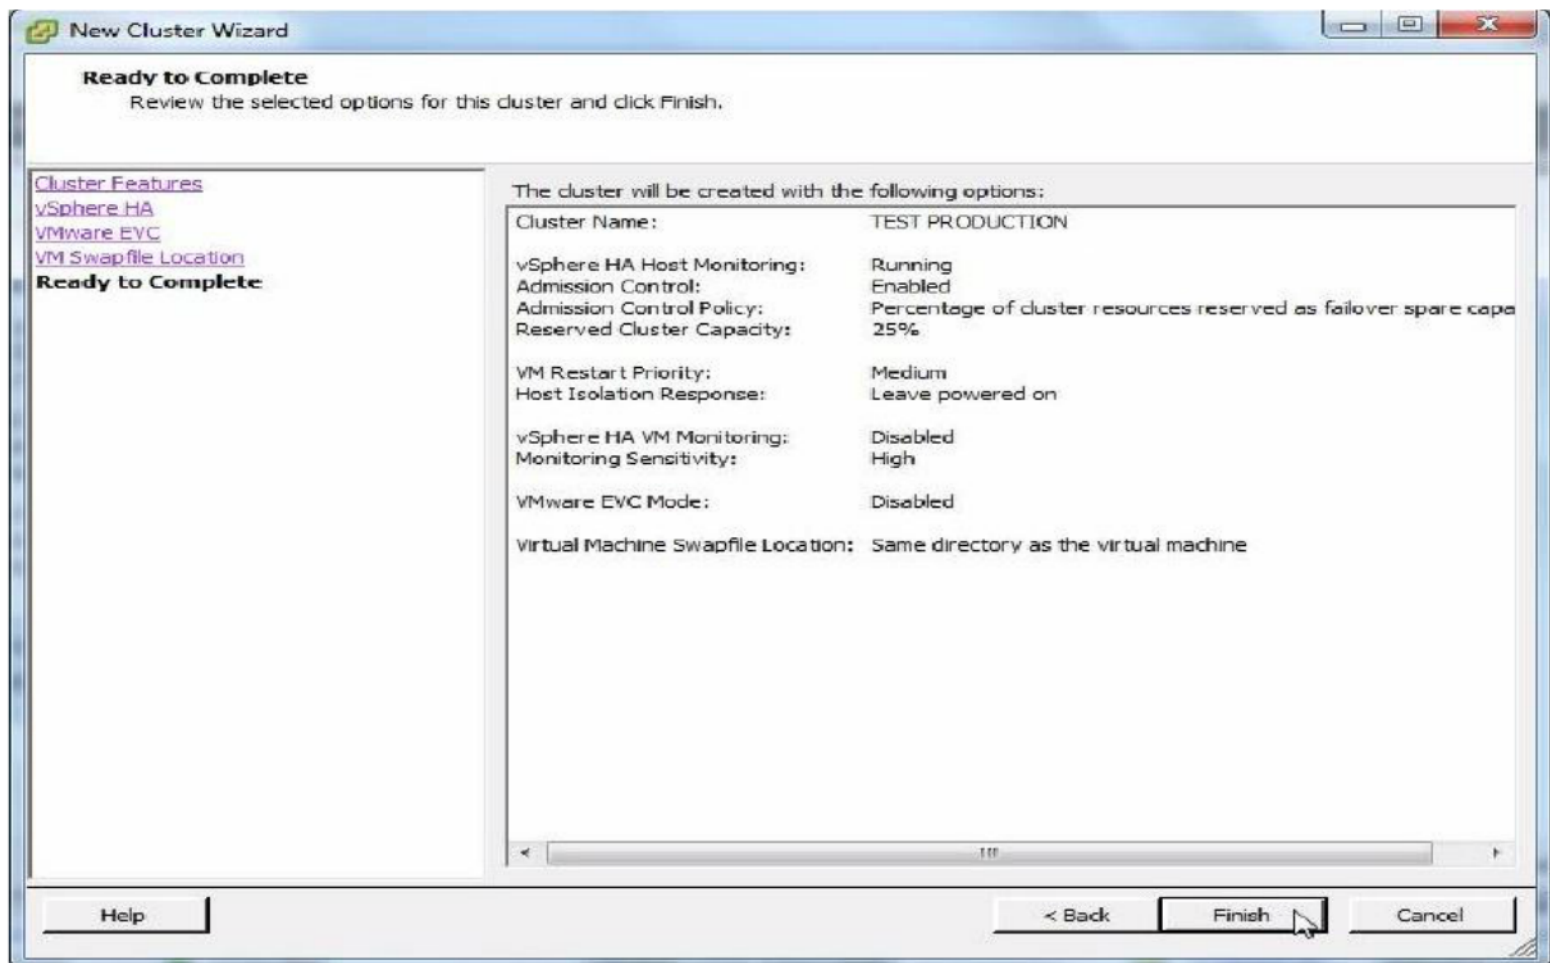 New Cluster Wizard
Ready to Complete
Review the selected options for this cluster and click Finish.
Cluster Features
vSphere HA
VMware EVC
VM Swapfile Location
Ready to Complete
The cluster will be created with the following options:
Cluster Name: TEST PRODUCTION
vSphere HA Host Monitoring: Running
Admission Control: Enabled
Admission Control Policy: Percentage of cluster resources reserved as failover spare capa
Reserved Cluster Capacity: 25%
VM Restart Priority: Medium
Host Isolation Response: Leave powered on
vSphere HA VM Monitoring: Disabled
Monitoring Sensitivity: High
VMware EVC Mode: Disabled
Virtual Machine Swapfile Location: Same directory as the virtual machine
Help < Back Finish Cancel